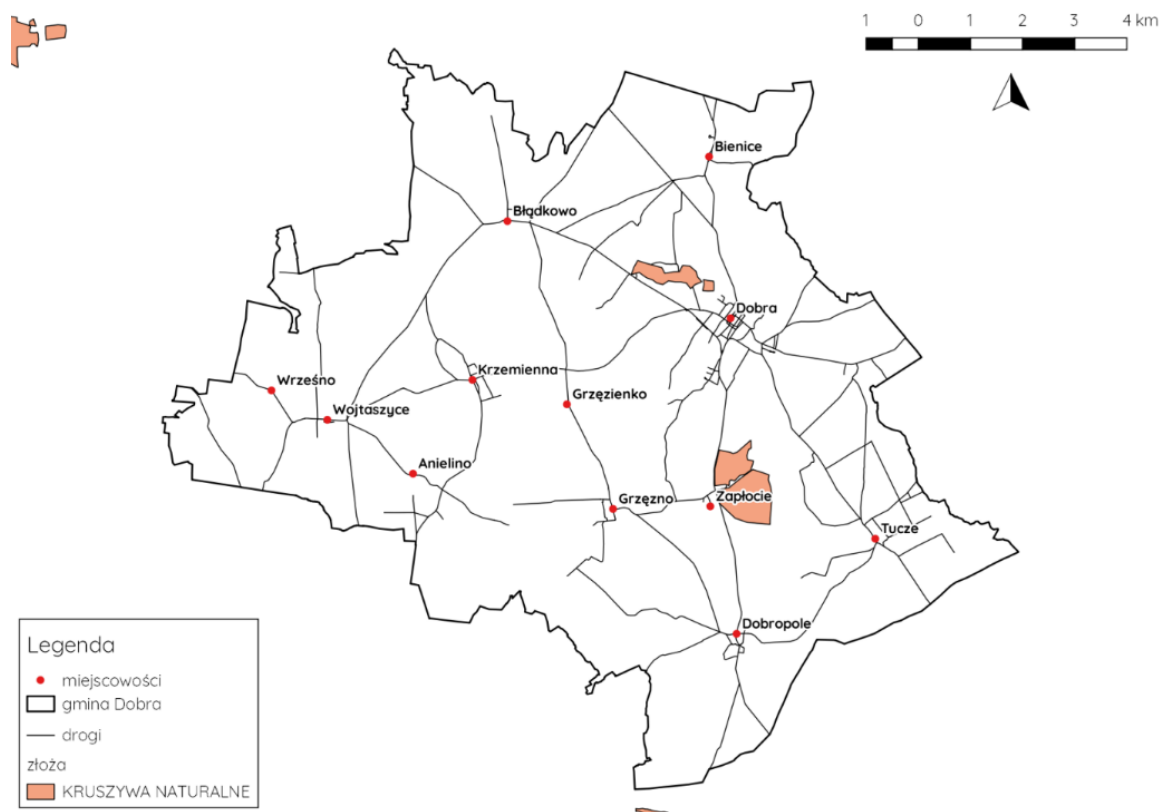 1 0 1 2 3 4 km
Bienice
Błądkowo
Dobra
Krzemienna
Wrześno
Grzęzienko
Wojtaszyce
Anielino
Grzęzno
Zapłocie
Tucze
Dobropole
Legenda
miejscowości
gmina Dobra
drogi
złoża
KRUSZYWA NATURALNE